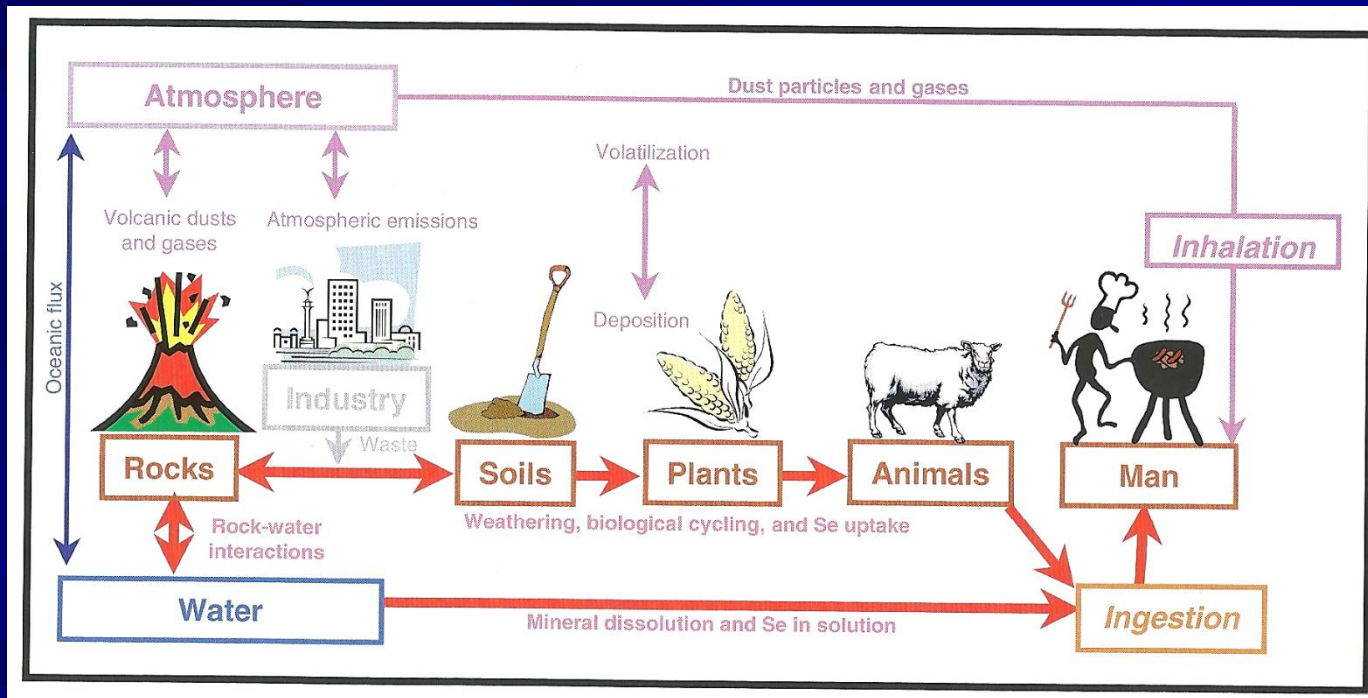 Atmosphere
Dust particles and gases
Volatilization
Volcanic dusts
and gases
Atmospheric emissions
Inhalation
Oceanic flux
Deposition
Industry
Waste
Rocks
Soils
Plants
Animals
Man
Weathering, biological cycling, and Se uptake
Rock-water
interactions
Water
Mineral dissolution and Se in solution
Ingestion